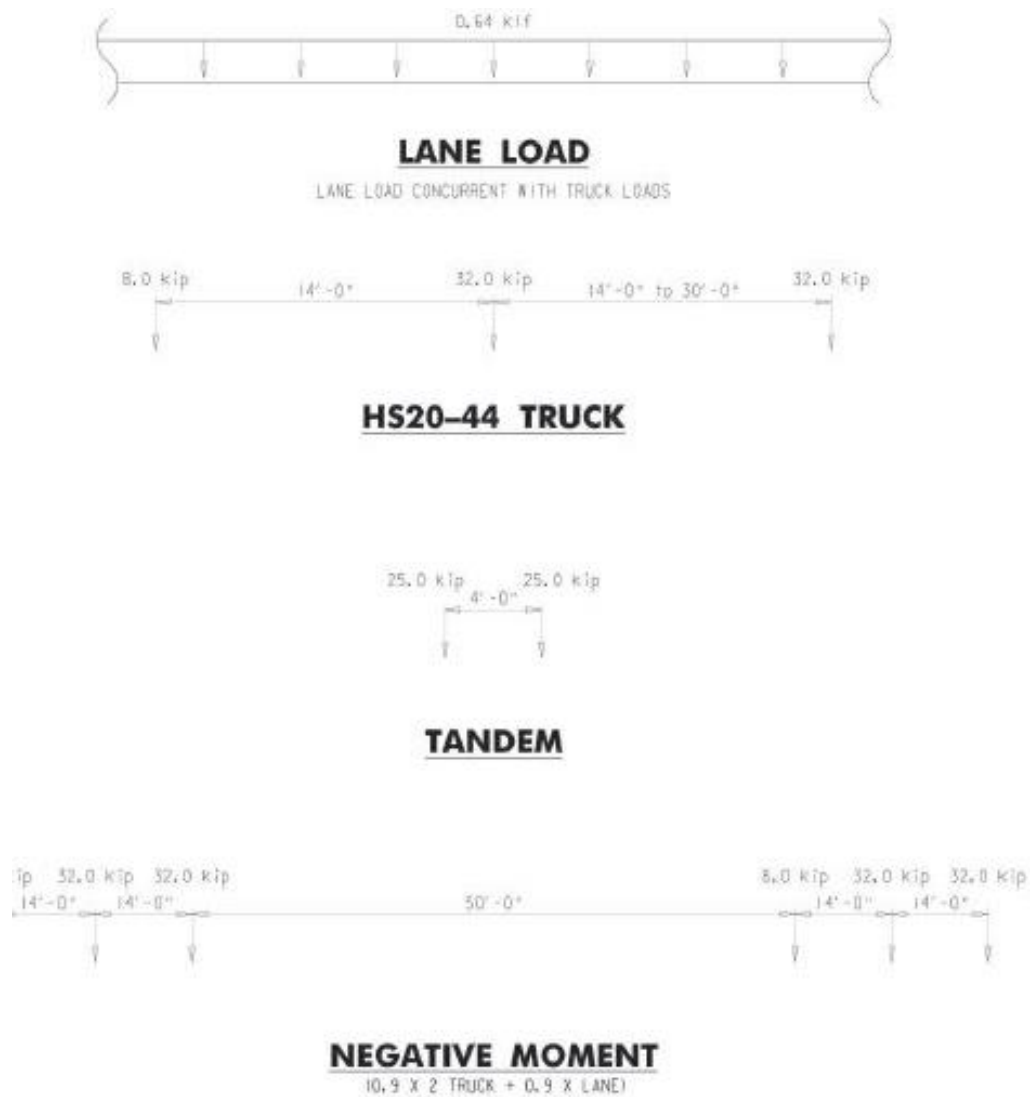 0.64 klf
LANE LOAD
LANE LOAD CONCURRENT WITH TRUCK LOADS
8.0 kip 32.0 kip 32.0 kip
14'-0" 14'-0" to 30'-0"
HS20-44 TRUCK
25.0 kip 25.0 kip
4'-0"
TANDEM
ip 32.0 kip 32.0 kip 8.0 kip 32.0 kip 32.0 kip
14'-0" 14'-0" 50'-0" 14'-0" 14'-0"
NEGATIVE MOMENT
(0.9 X 2 TRUCK + 0.9 X LANE)